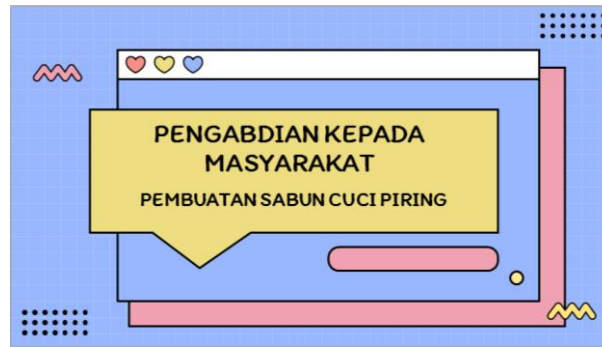 PENGABDIAN KEPADA
MASYARAKAT
PEMBUATAN SABUN CUCI PIRING